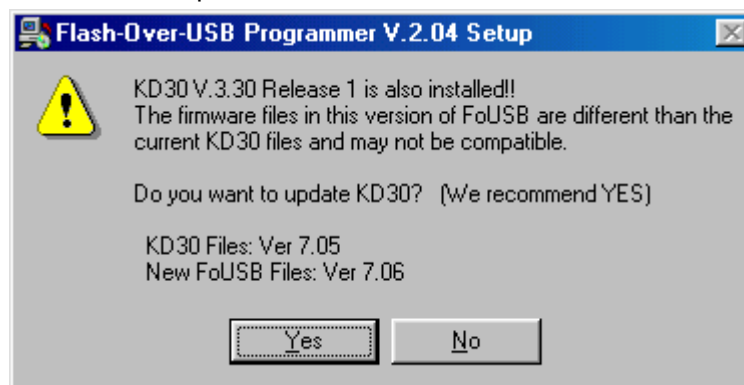 Flash-Over-USB Programmer V.2.04 Setup
KD30 V.3.30 Release 1 is also installed!!
The firmware files in this version of FoUSB are different than the
current KD30 files and may not be compatible.
Do you want to update KD30? (We recommend YES)
KD30 Files: Ver 7.05
New FoUSB Files: Ver 7.06
Yes
No